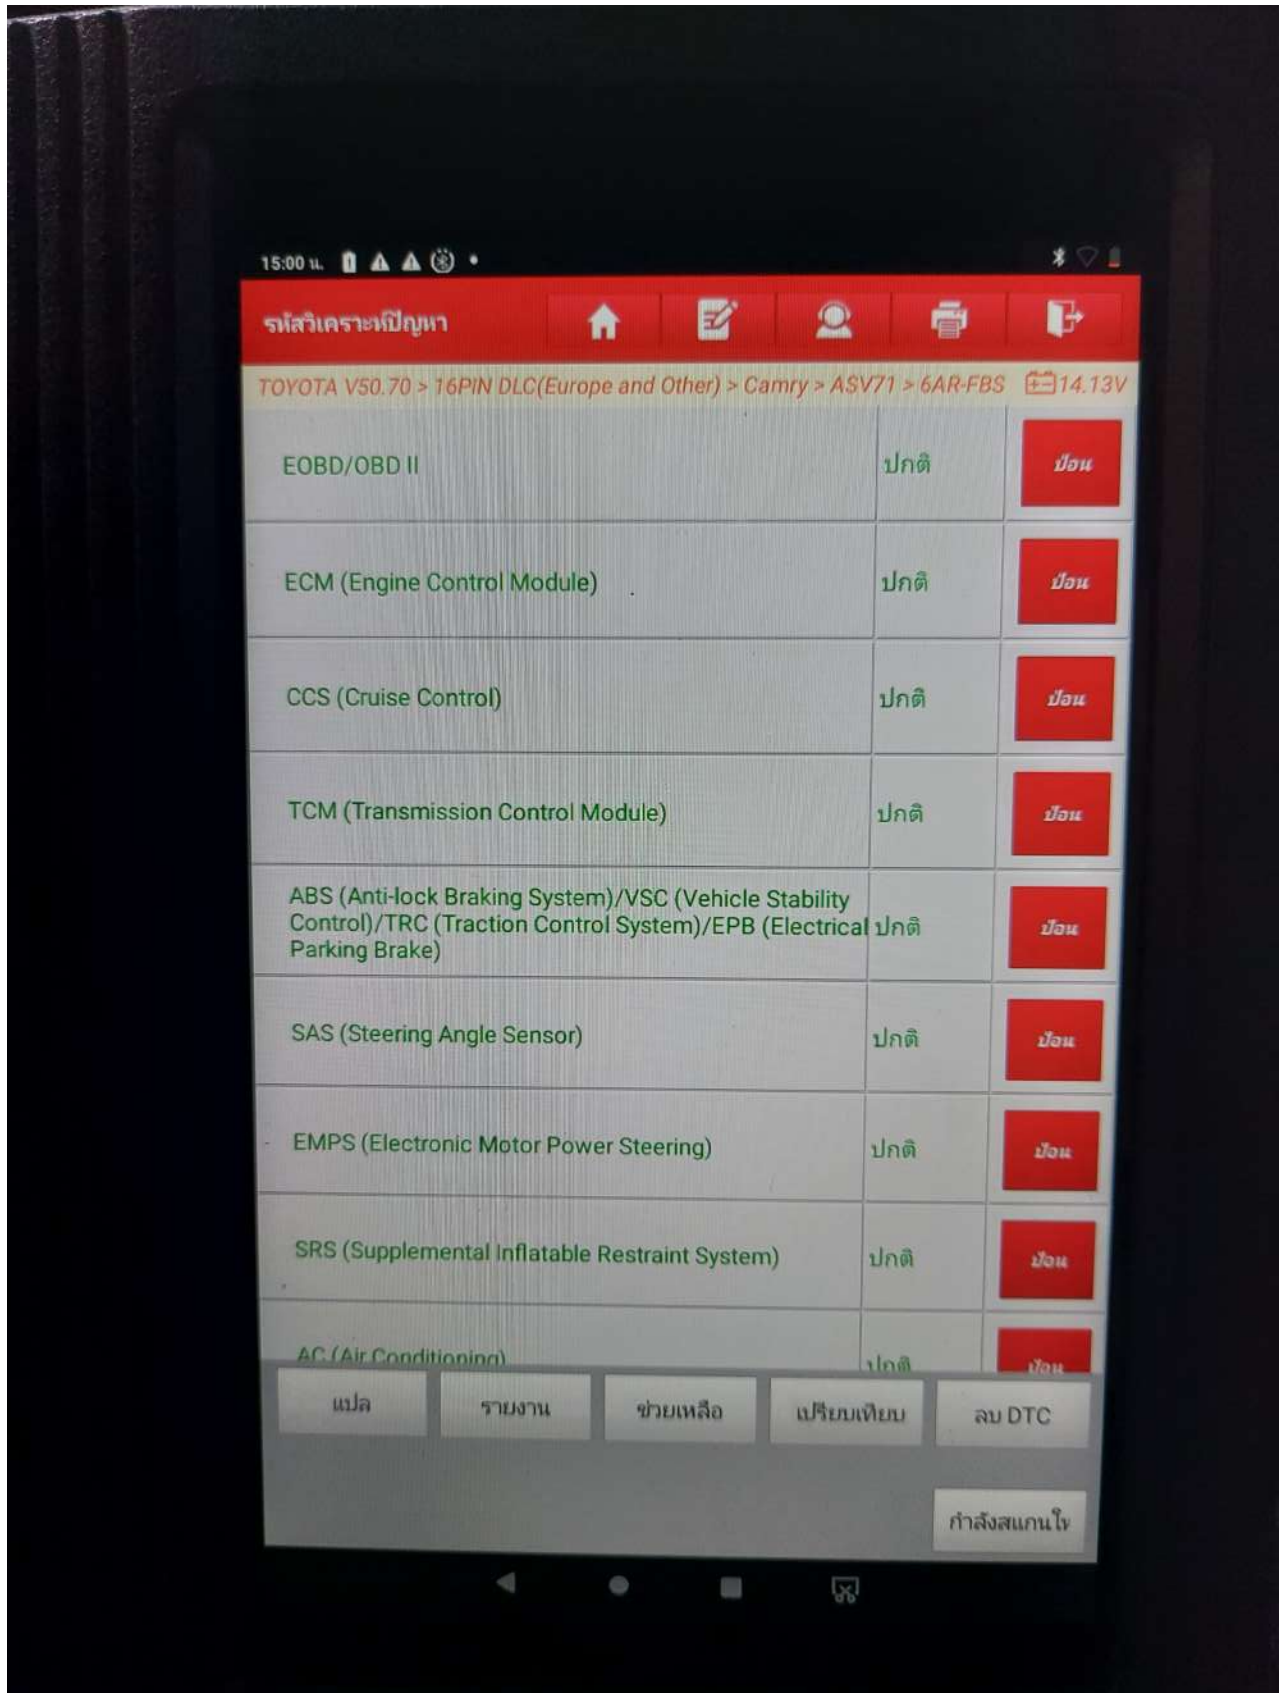 15:00 น.
รหัสวิเคราะห์ปัญหา
TOYOTA V50.70 > 16PIN DLC(Europe and Other) > Camry > ASV71 > 6AR-FBS 14.13V
EOBD/OBD II ปกติ ป้อน
ECM (Engine Control Module) ปกติ ป้อน
CCS (Cruise Control) ปกติ ป้อน
TCM (Transmission Control Module) ปกติ ป้อน
ABS (Anti-lock Braking System)/VSC (Vehicle Stability
Control)/TRC (Traction Control System)/EPB (Electrical ปกติ ป้อน
Parking Brake)
SAS (Steering Angle Sensor) ปกติ ป้อน
EMPS (Electronic Motor Power Steering) ปกติ ป้อน
SRS (Supplemental Inflatable Restraint System) ปกติ ป้อน
AC (Air Conditioning) ปกติ ป้อน
แปล รายงาน ช่วยเหลือ เปรียบเทียบ ลบ DTC
กำลังสแกนให